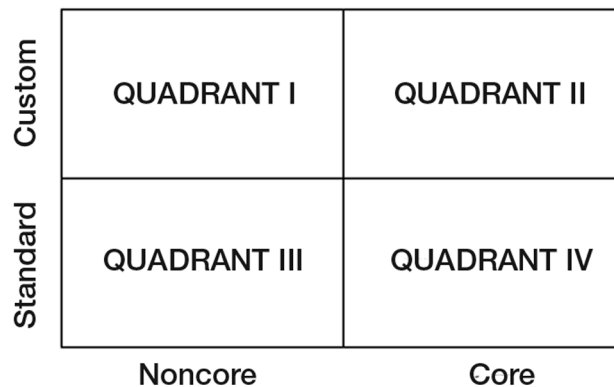 Custom
QUADRANT I
QUADRANT II
Standard
QUADRANT III
QUADRANT IV
Noncore
Core